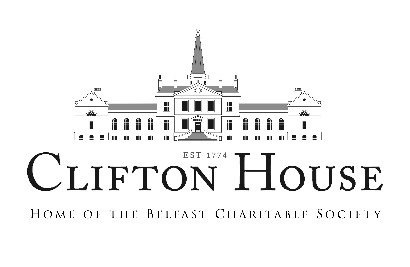 EST 1774
CLIFTON HOUSE
HOME OF THE BELFAST CHARITABLE SOCIETY